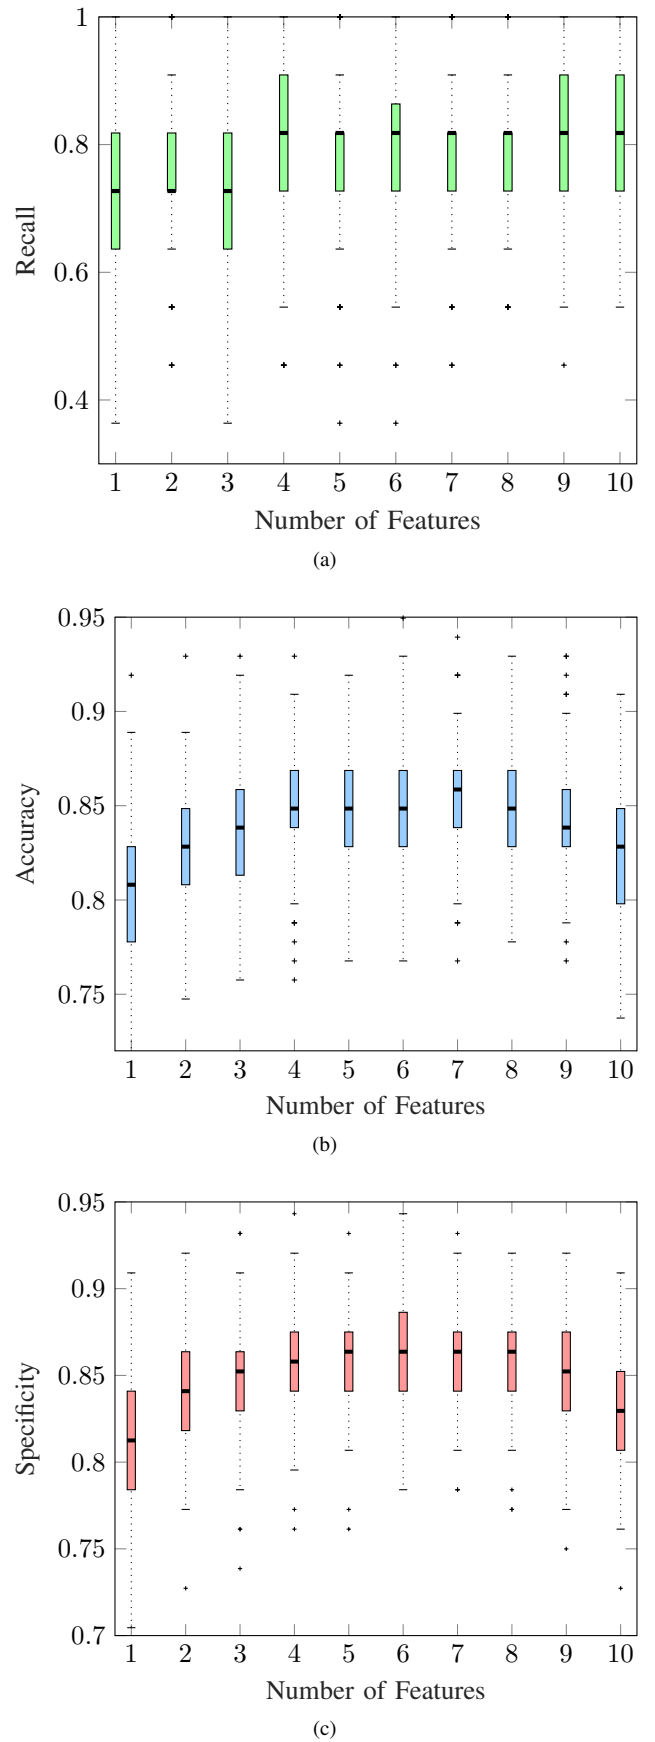 1
0.8
0.6
0.4
Recall
1 2 3 4 5 6 7 8 9 10
Number of Features
(a)
0.95
0.9
0.85
0.8
0.75
Accuracy
1 2 3 4 5 6 7 8 9 10
Number of Features
(b)
0.95
0.9
0.85
0.8
0.75
0.7
Specificity
1 2 3 4 5 6 7 8 9 10
Number of Features
(c)